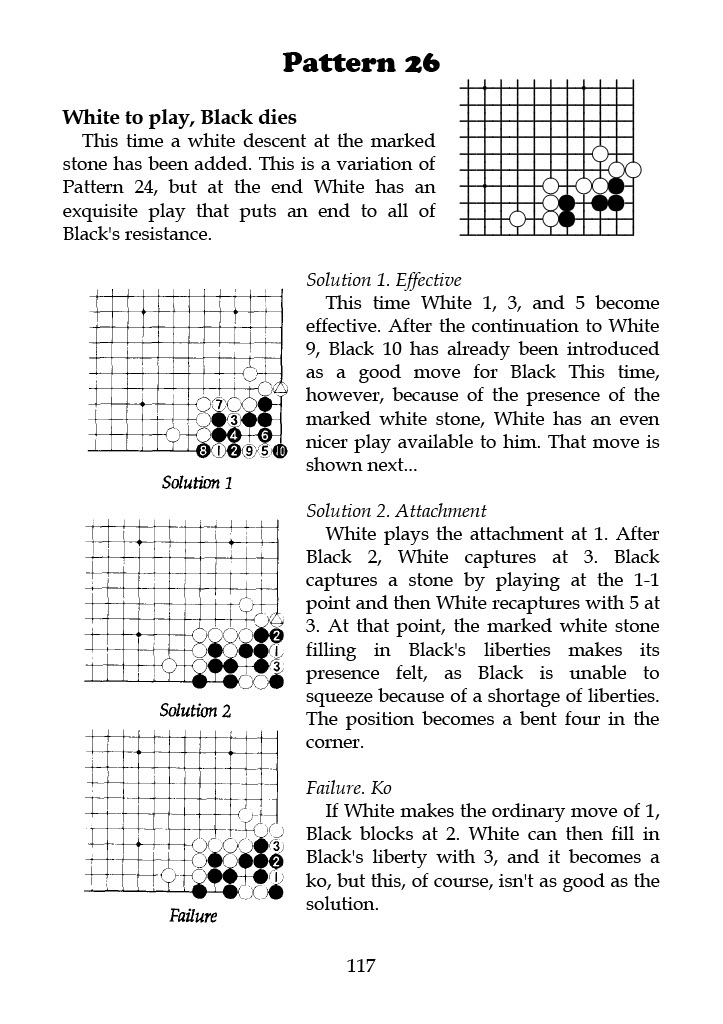 Pattern 26
White to play, Black dies
This time a white descent at the marked
stone has been added. This is a variation of
Pattern 24, but at the end White has an
exquisite play that puts an end to all of
Black's resistance.
Solution 1. Effective
This time White 1, 3, and 5 become
effective. After the continuation to White
9, Black 10 has already been introduced
as a good move for Black This time,
however, because of the presence of the
marked white stone, White has an even
nicer play available to him. That move is
shown next...
7
3
4 6
8 1 2 9 5 10
Solution 1
Solution 2. Attachment
White plays the attachment at 1. After
Black 2, White captures at 3. Black
captures a stone by playing at the 1-1
point and then White recaptures with 5 at
3. At that point, the marked white stone
filling in Black's liberties makes its
presence felt, as Black is unable to
squeeze because of a shortage of liberties.
The position becomes a bent four in the
corner.
2
1
3
Solution 2
Failure. Ko
If White makes the ordinary move of 1,
Black blocks at 2. White can then fill in
Black's liberty with 3, and it becomes a
ko, but this, of course, isn't as good as the
solution.
3
2
1
Failure
117